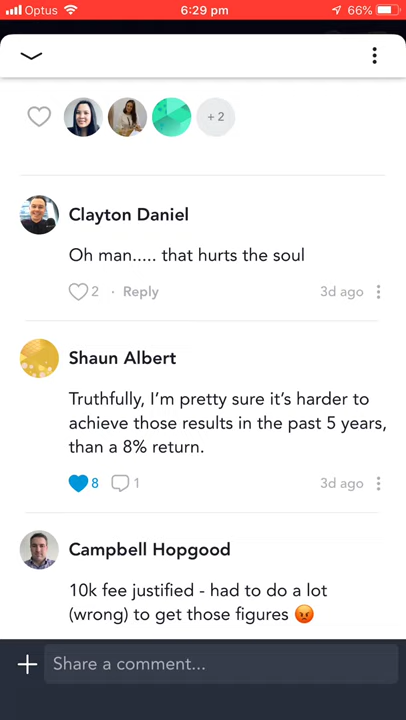 Optus 6:29 pm 66%
+ 2
Clayton Daniel
Oh man..... that hurts the soul
2 · Reply 3d ago
Shaun Albert
Truthfully, I'm pretty sure it's harder to
achieve those results in the past 5 years,
than a 8% return.
8 1 3d ago
Campbell Hopgood
10k fee justified - had to do a lot
(wrong) to get those figures 😡
Share a comment...